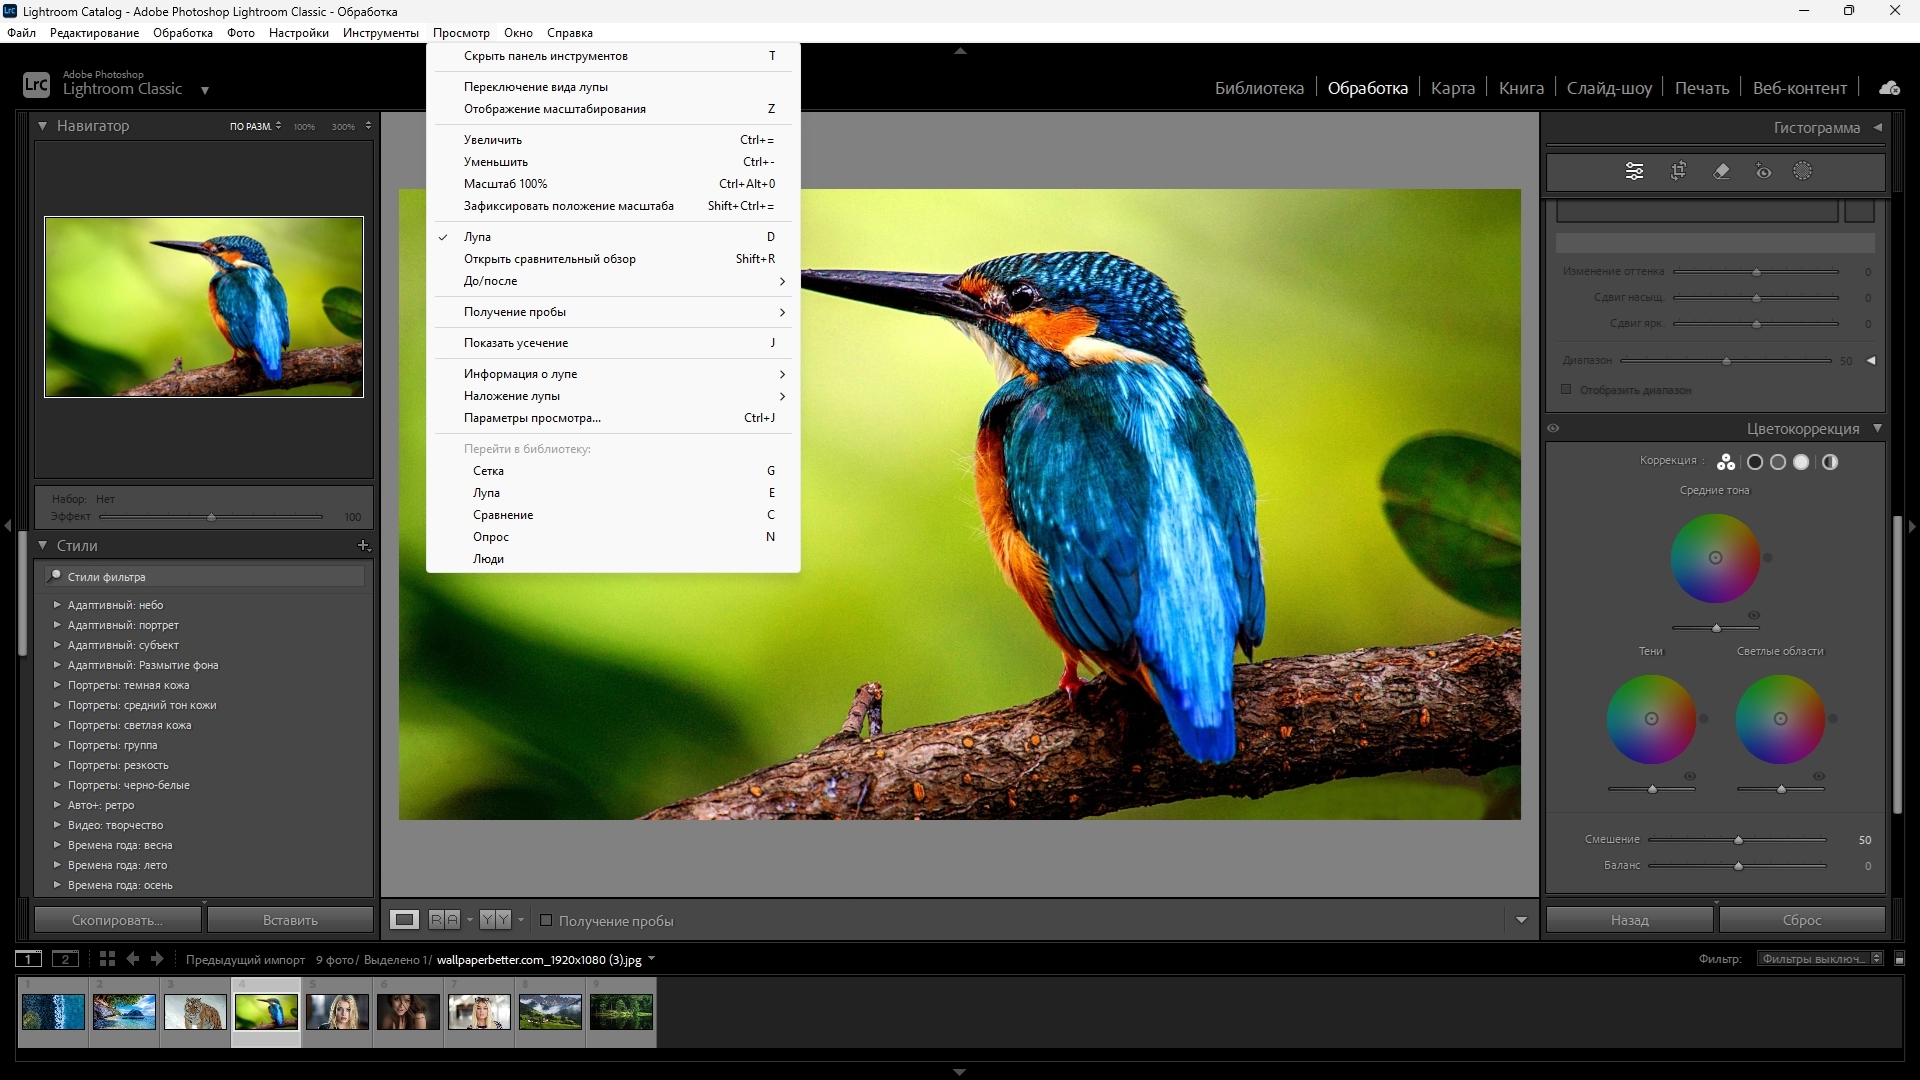 Lightroom Catalog - Adobe Photoshop Lightroom Classic - Обработка
Файл Редактирование Обработка Фото Настройки Инструменты Просмотр Окно Справка
LrC Adobe Photoshop
Lightroom Classic
Библиотека Обработка Карта Книга Слайд-шоу Печать Веб-контент
Скрыть панель инструментов T
Переключение вида лупы
Отображение масштабирования Z
Увеличить Ctrl+=
Уменьшить Ctrl+-
Масштаб 100% Ctrl+Alt+0
Зафиксировать положение масштаба Shift+Ctrl+=
Лупа D
Открыть сравнительный обзор Shift+R
До/после
Получение пробы
Показать усечение J
Информация о лупе
Наложение лупы
Параметры просмотра... Ctrl+J
Перейти в библиотеку:
Сетка G
Лупа E
Сравнение C
Опрос N
Люди
Навигатор ПО РАЗМ. 100% 300%
Набор: Нет
Эффект 100
Стили
Стили фильтра
Адаптивный: небо
Адаптивный: портрет
Адаптивный: субъект
Адаптивный: Размытие фона
Портреты: темная кожа
Портреты: средний тон кожи
Портреты: светлая кожа
Портреты: группа
Портреты: резкость
Портреты: черно-белые
Авто+: ретро
Видео: творчество
Времена года: весна
Времена года: лето
Времена года: осень
Скопировать... Вставить
RA YY Получение пробы
Гистограмма
Изменение оттенка 0
Сдвиг насыщ. 0
Сдвиг ярк. 0
Диапазон 50
Отобразить диапазон
Цветокоррекция
Коррекция :
Средние тона
Тени Светлые области
Смешение 50
Баланс 0
Назад Сброс
1 2 Предыдущий импорт 9 фото/ Выделено 1/ wallpaperbetter.com_1920x1080 (3).jpg
Фильтр: Фильтры выключ...
1 2 3 4 5 6 7 8 9